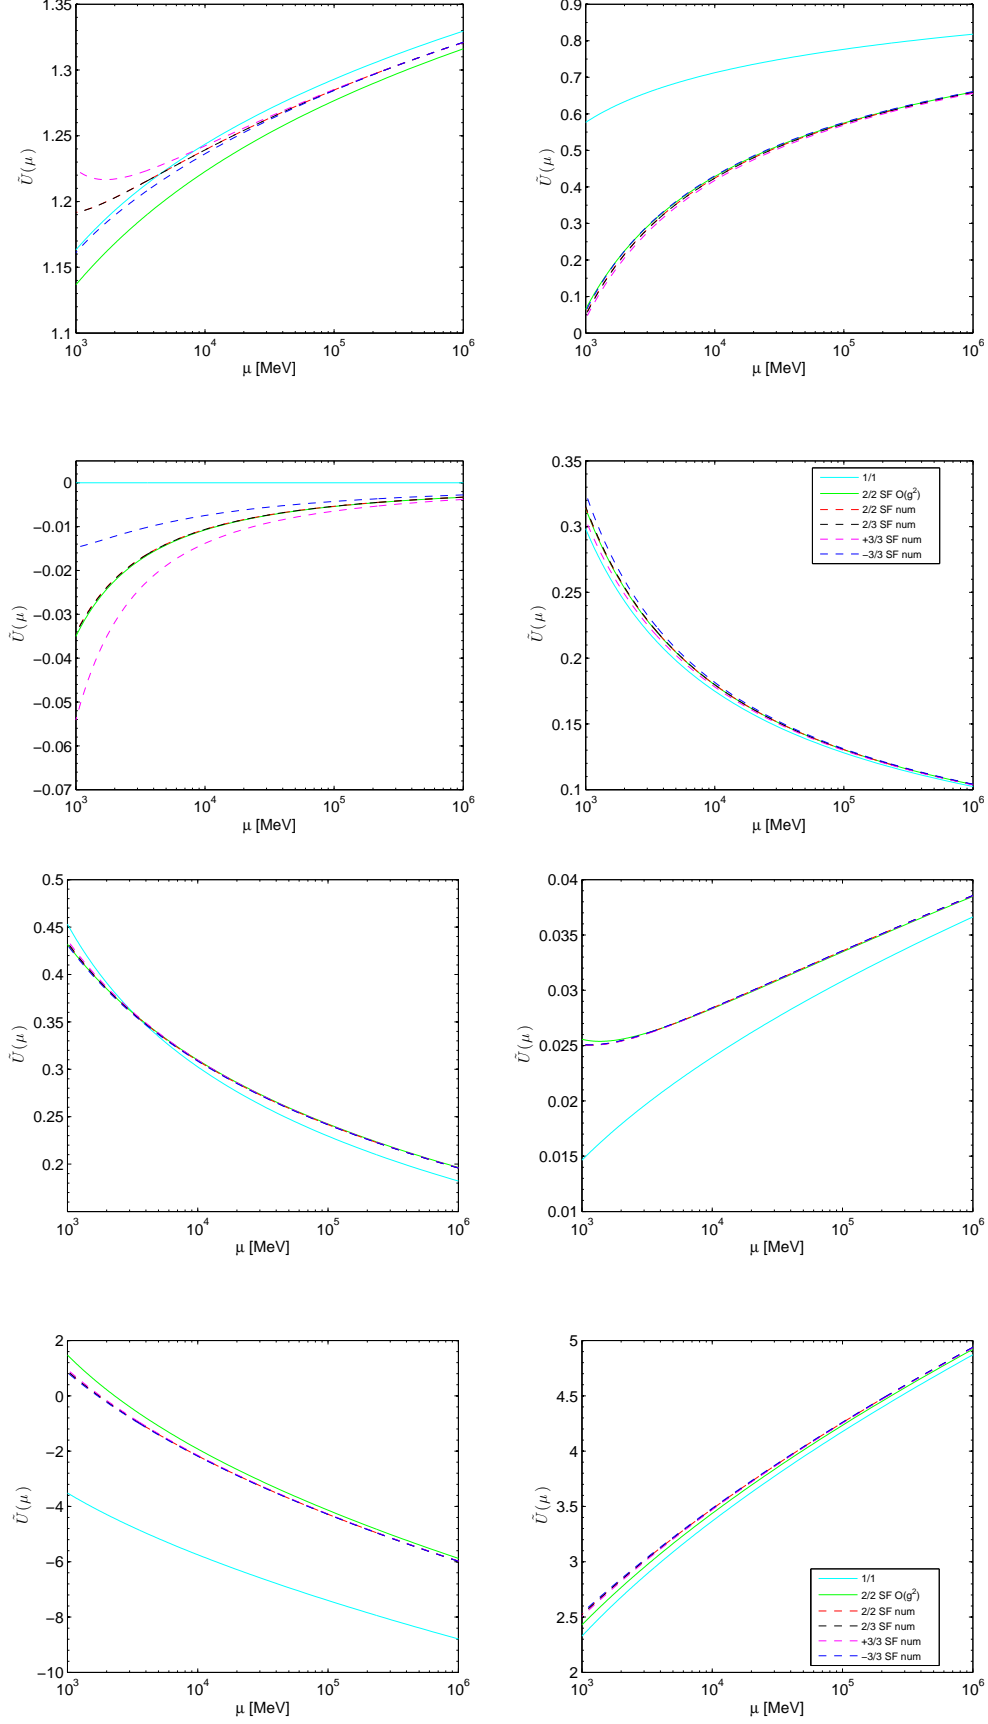 1.35
1.3
1.25
1.2
1.15
1.1
Ũ(μ)
10³ 10⁴ 10⁵ 10⁶
μ [MeV]
0.9
0.8
0.7
0.6
0.5
0.4
0.3
0.2
0.1
0
Ũ(μ)
10³ 10⁴ 10⁵ 10⁶
μ [MeV]
0
−0.01
−0.02
−0.03
−0.04
−0.05
−0.06
−0.07
Ũ(μ)
10³ 10⁴ 10⁵ 10⁶
μ [MeV]
0.35
0.3
0.25
0.2
0.15
0.1
Ũ(μ)
10³ 10⁴ 10⁵ 10⁶
μ [MeV]
1/1
2/2 SF O(g²)
2/2 SF num
2/3 SF num
+3/3 SF num
−3/3 SF num
0.5
0.45
0.4
0.35
0.3
0.25
0.2
Ũ(μ)
10³ 10⁴ 10⁵ 10⁶
μ [MeV]
0.04
0.035
0.03
0.025
0.02
0.015
0.01
Ũ(μ)
10³ 10⁴ 10⁵ 10⁶
μ [MeV]
2
0
−2
−4
−6
−8
−10
Ũ(μ)
10³ 10⁴ 10⁵ 10⁶
μ [MeV]
5
4.5
4
3.5
3
2.5
2
Ũ(μ)
10³ 10⁴ 10⁵ 10⁶
μ [MeV]
1/1
2/2 SF O(g²)
2/2 SF num
2/3 SF num
+3/3 SF num
−3/3 SF num